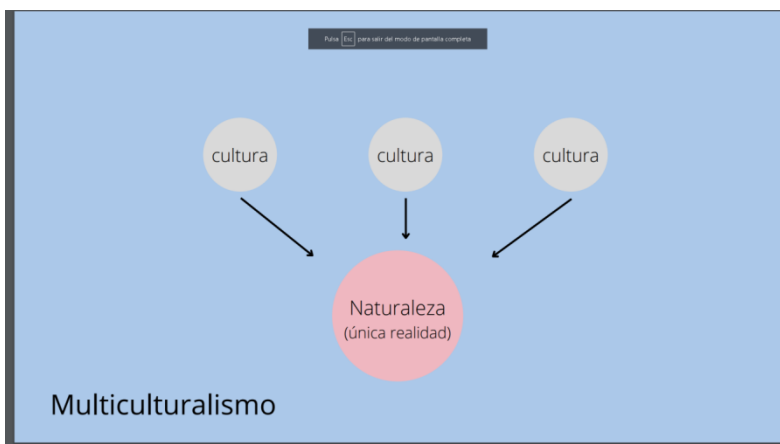 Pulsa Esc para salir del modo de pantalla completa
cultura
cultura
cultura
Naturaleza
(única realidad)
Multiculturalismo